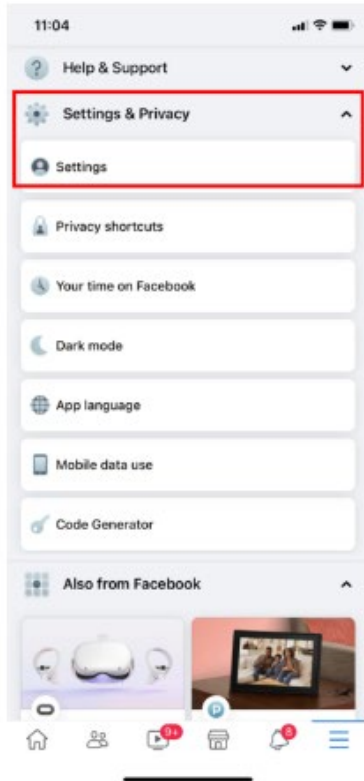 11:04
Help & Support
Settings & Privacy
Settings
Privacy shortcuts
Your time on Facebook
Dark mode
App language
Mobile data use
Code Generator
Also from Facebook
9+
8